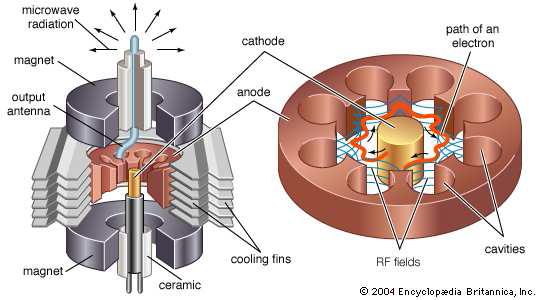 microwave
radiation
magnet
output
antenna
magnet
cathode
anode
cooling fins
ceramic
path of an
electron
RF fields
cavities
© 2004 Encyclopædia Britannica, Inc.